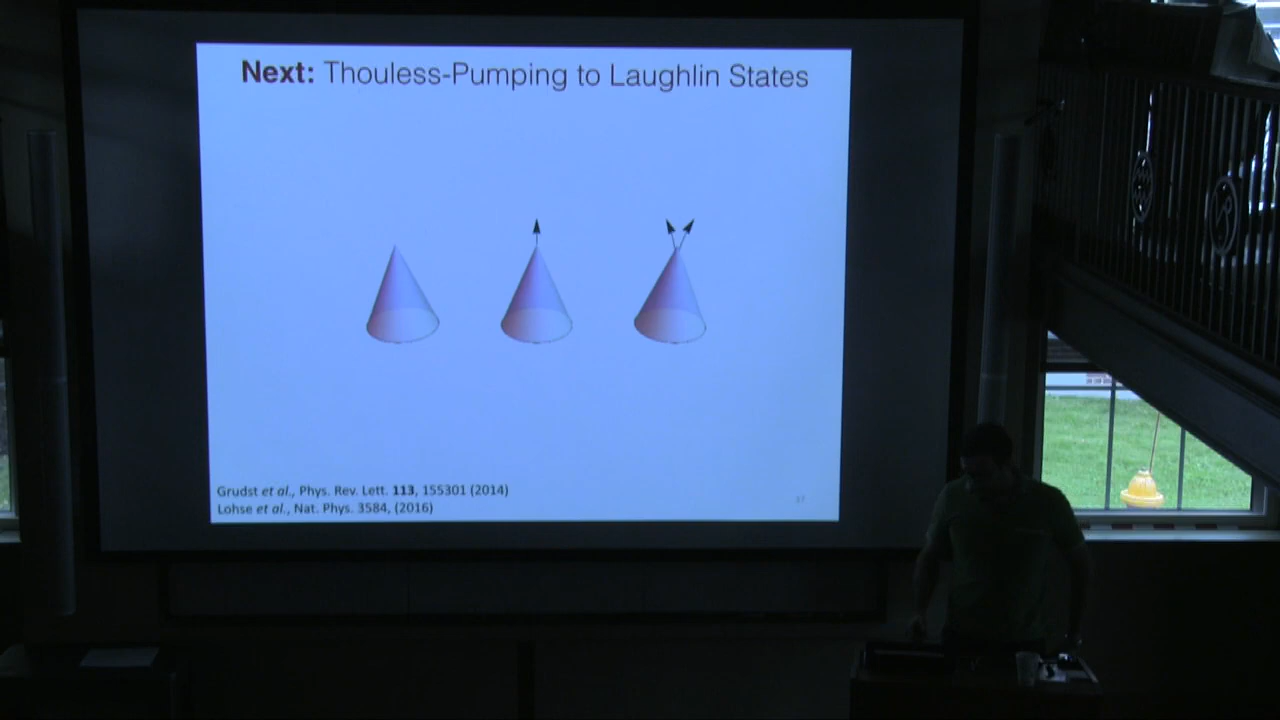 Next: Thouless-Pumping to Laughlin States
Grudst et al., Phys. Rev. Lett. 113, 155301 (2014)
Lohse et al., Nat. Phys. 3584, (2016)